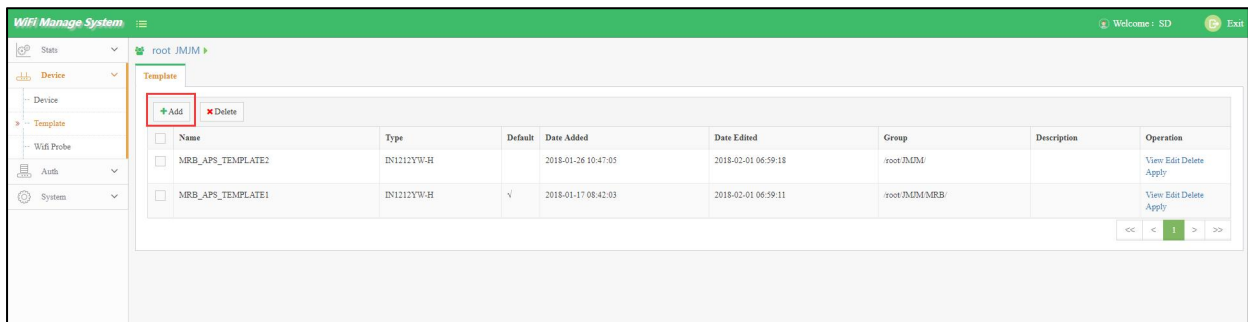 WiFi Manage System
Welcome : SD
Exit
Stats
root JMJM
Device
Template
Device
Template
Wifi Probe
Auth
System
Add
Delete
Name Type Default Date Added Date Edited Group Description Operation
MRB_APS_TEMPLATE2 IN1212YW-H 2018-01-26 10:47:05 2018-02-01 06:59:18 /root/JMJM/ View Edit Delete
Apply
MRB_APS_TEMPLATE1 IN1212YW-H √ 2018-01-17 08:42:03 2018-02-01 06:59:11 /root/JMJM/MRB/ View Edit Delete
Apply
<< < 1 > >>